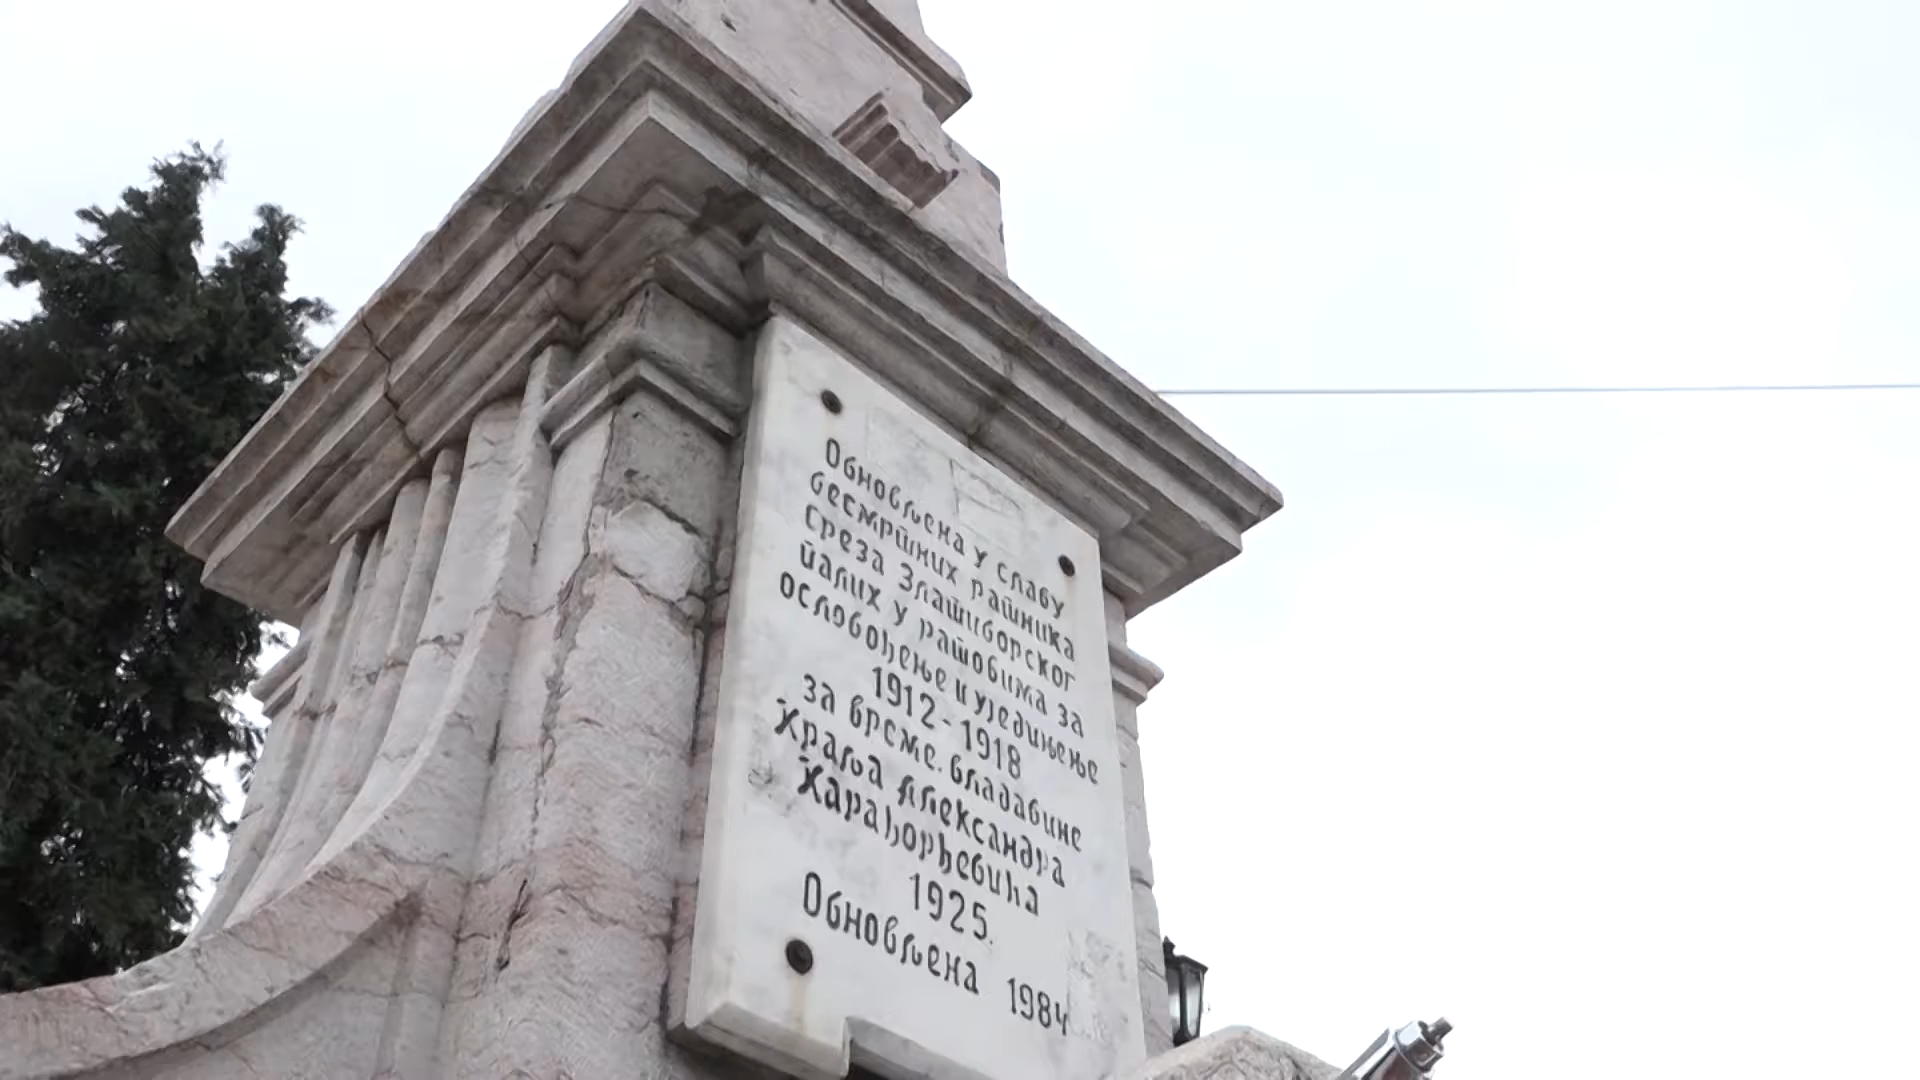 Обновљена у славу
бесмртних ратника
среза Златиборског
палих у ратовима за
ослобођење и уједињење
1912-1918
за време владавине
Краља Александра
Карађорђевића
1925.
Обновљена 1984